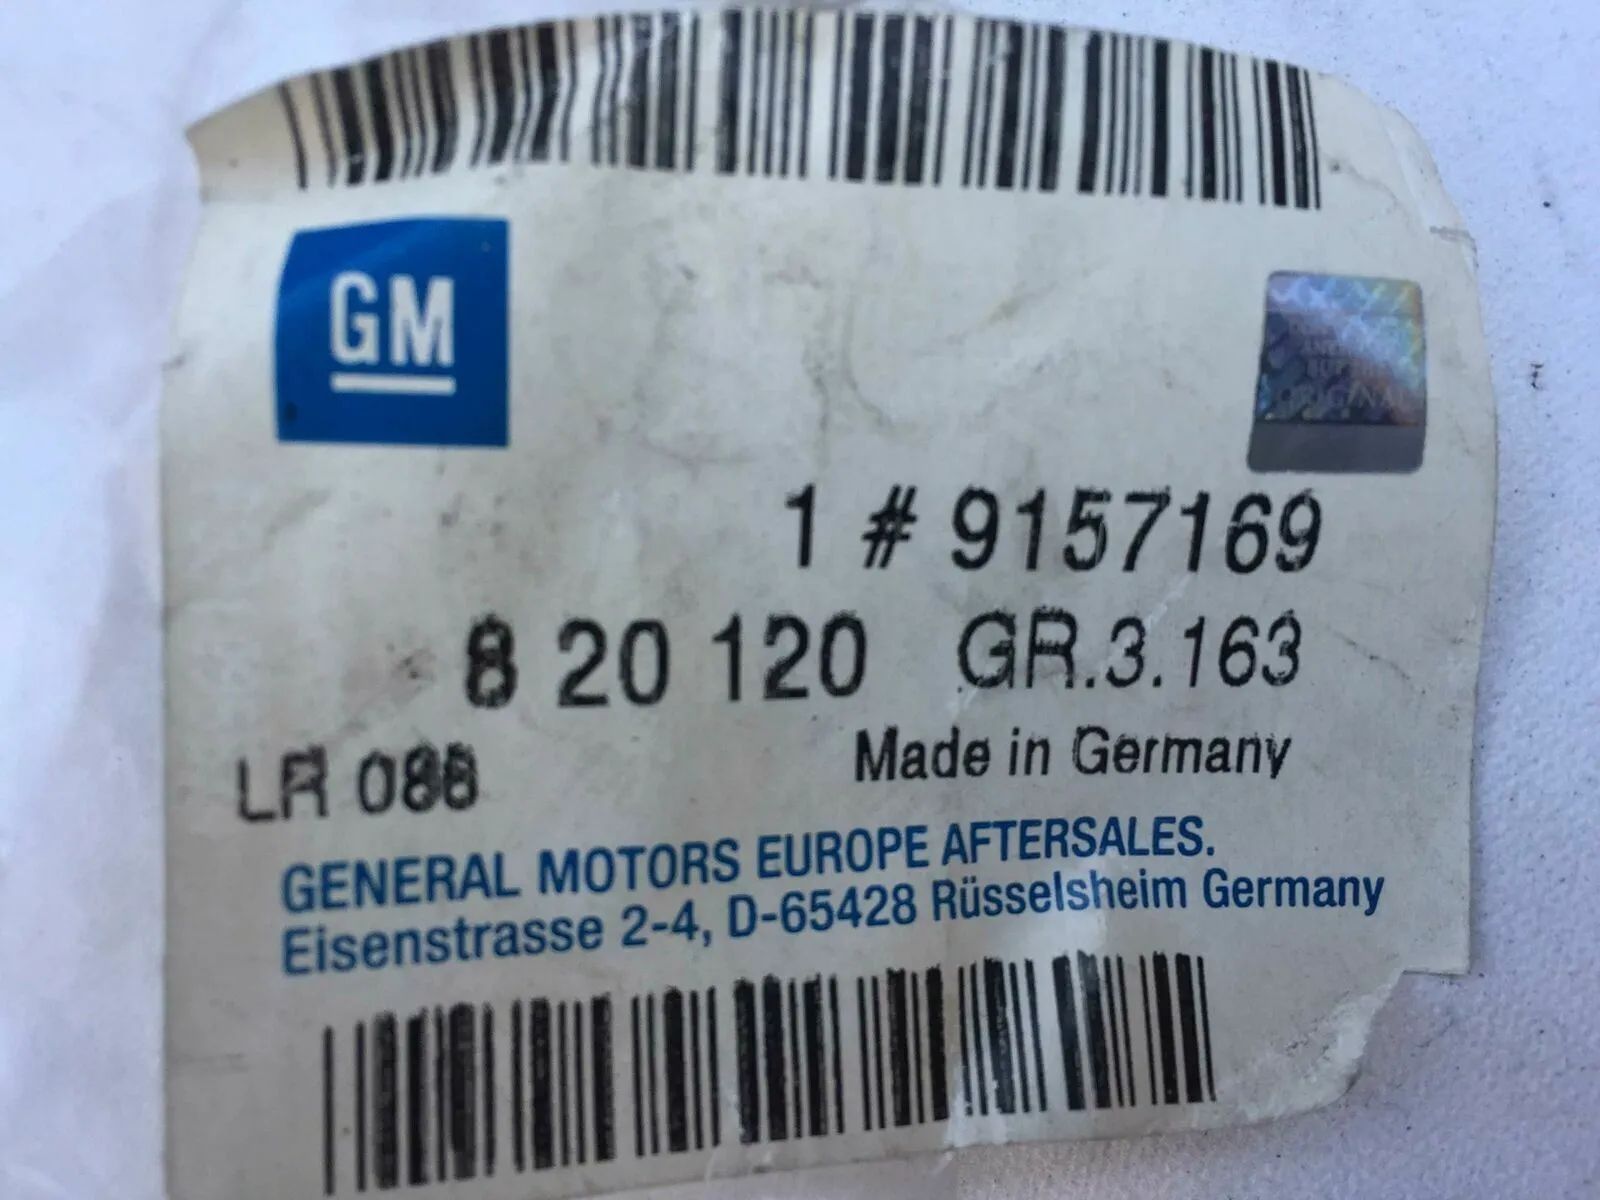 GM
ORIGINAL
1 # 9157169
8 20 120 GR.3.163
LR 088
Made in Germany
GENERAL MOTORS EUROPE AFTERSALES.
Eisenstrasse 2-4, D-65428 Rüsselsheim Germany